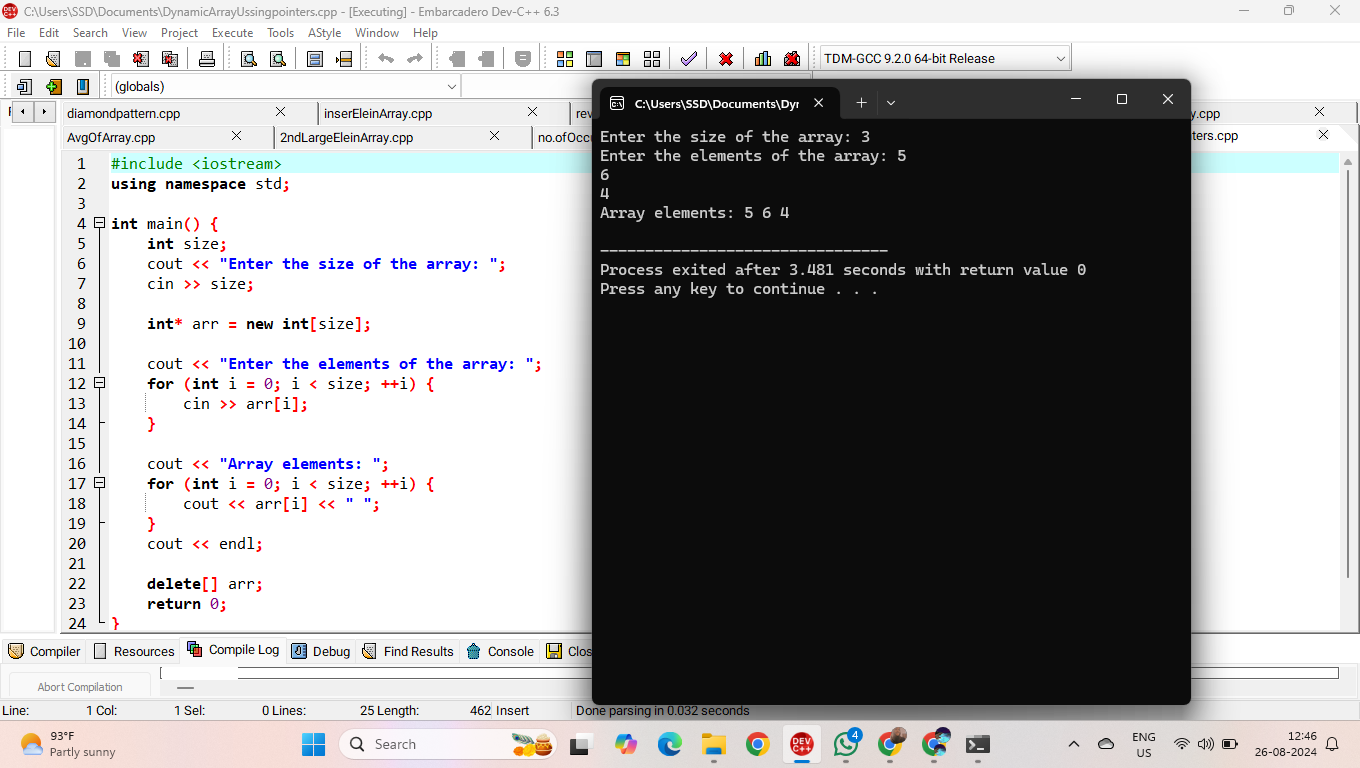 C:\Users\SSD\Documents\DynamicArrayUssingpointers.cpp - [Executing] - Embarcadero Dev-C++ 6.3
File Edit Search View Project Execute Tools AStyle Window Help
TDM-GCC 9.2.0 64-bit Release
(globals)
diamondpattern.cpp inserEleinArray.cpp rev y.cpp
AvgOfArray.cpp 2ndLargeEleinArray.cpp no.ofOccu ters.cpp
1 #include <iostream>
2 using namespace std;
3
4 int main() {
5 int size;
6 cout << "Enter the size of the array: ";
7 cin >> size;
8
9 int* arr = new int[size];
10
11 cout << "Enter the elements of the array: ";
12 for (int i = 0; i < size; ++i) {
13 cin >> arr[i];
14 }
15
16 cout << "Array elements: ";
17 for (int i = 0; i < size; ++i) {
18 cout << arr[i] << " ";
19 }
20 cout << endl;
21
22 delete[] arr;
23 return 0;
24 }
C:\Users\SSD\Documents\Dyr
Enter the size of the array: 3
Enter the elements of the array: 5
6
4
Array elements: 5 6 4
--------------------------------
Process exited after 3.481 seconds with return value 0
Press any key to continue . . .
Compiler Resources Compile Log Debug Find Results Console Clos
Abort Compilation
Line: 1 Col: 1 Sel: 0 Lines: 25 Length: 462 Insert Done parsing in 0.032 seconds
93°F
Partly sunny
Search
DEV C++
4
ENG
US
12:46
26-08-2024